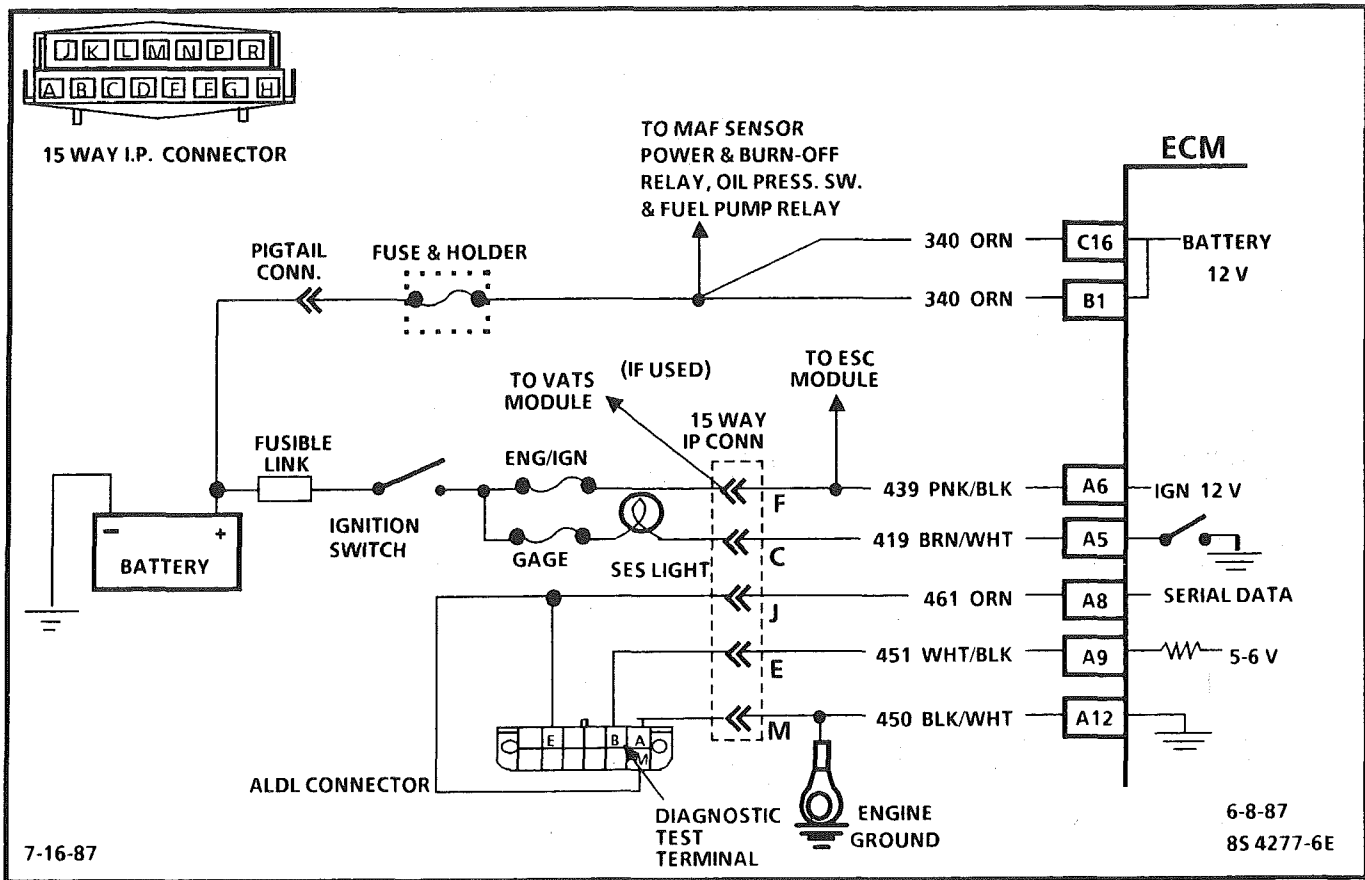 J K L M N P R
A B C D E F G H
15 WAY I.P. CONNECTOR
TO MAF SENSOR
POWER & BURN-OFF
RELAY, OIL PRESS. SW.
& FUEL PUMP RELAY
ECM
PIGTAIL
CONN.
FUSE & HOLDER
340 ORN
C16
BATTERY
12 V
340 ORN
B1
TO VATS
MODULE
(IF USED)
TO ESC
MODULE
15 WAY
IP CONN
FUSIBLE
LINK
ENG/IGN
F
439 PNK/BLK
A6
IGN 12 V
IGNITION
SWITCH
- +
BATTERY
GAGE
SES LIGHT
C
419 BRN/WHT
A5
J
461 ORN
A8
SERIAL DATA
E
451 WHT/BLK
A9
5-6 V
M
450 BLK/WHT
A12
E B A
M
ALDL CONNECTOR
DIAGNOSTIC
TEST
TERMINAL
ENGINE
GROUND
7-16-87
6-8-87
8S 4277-6E